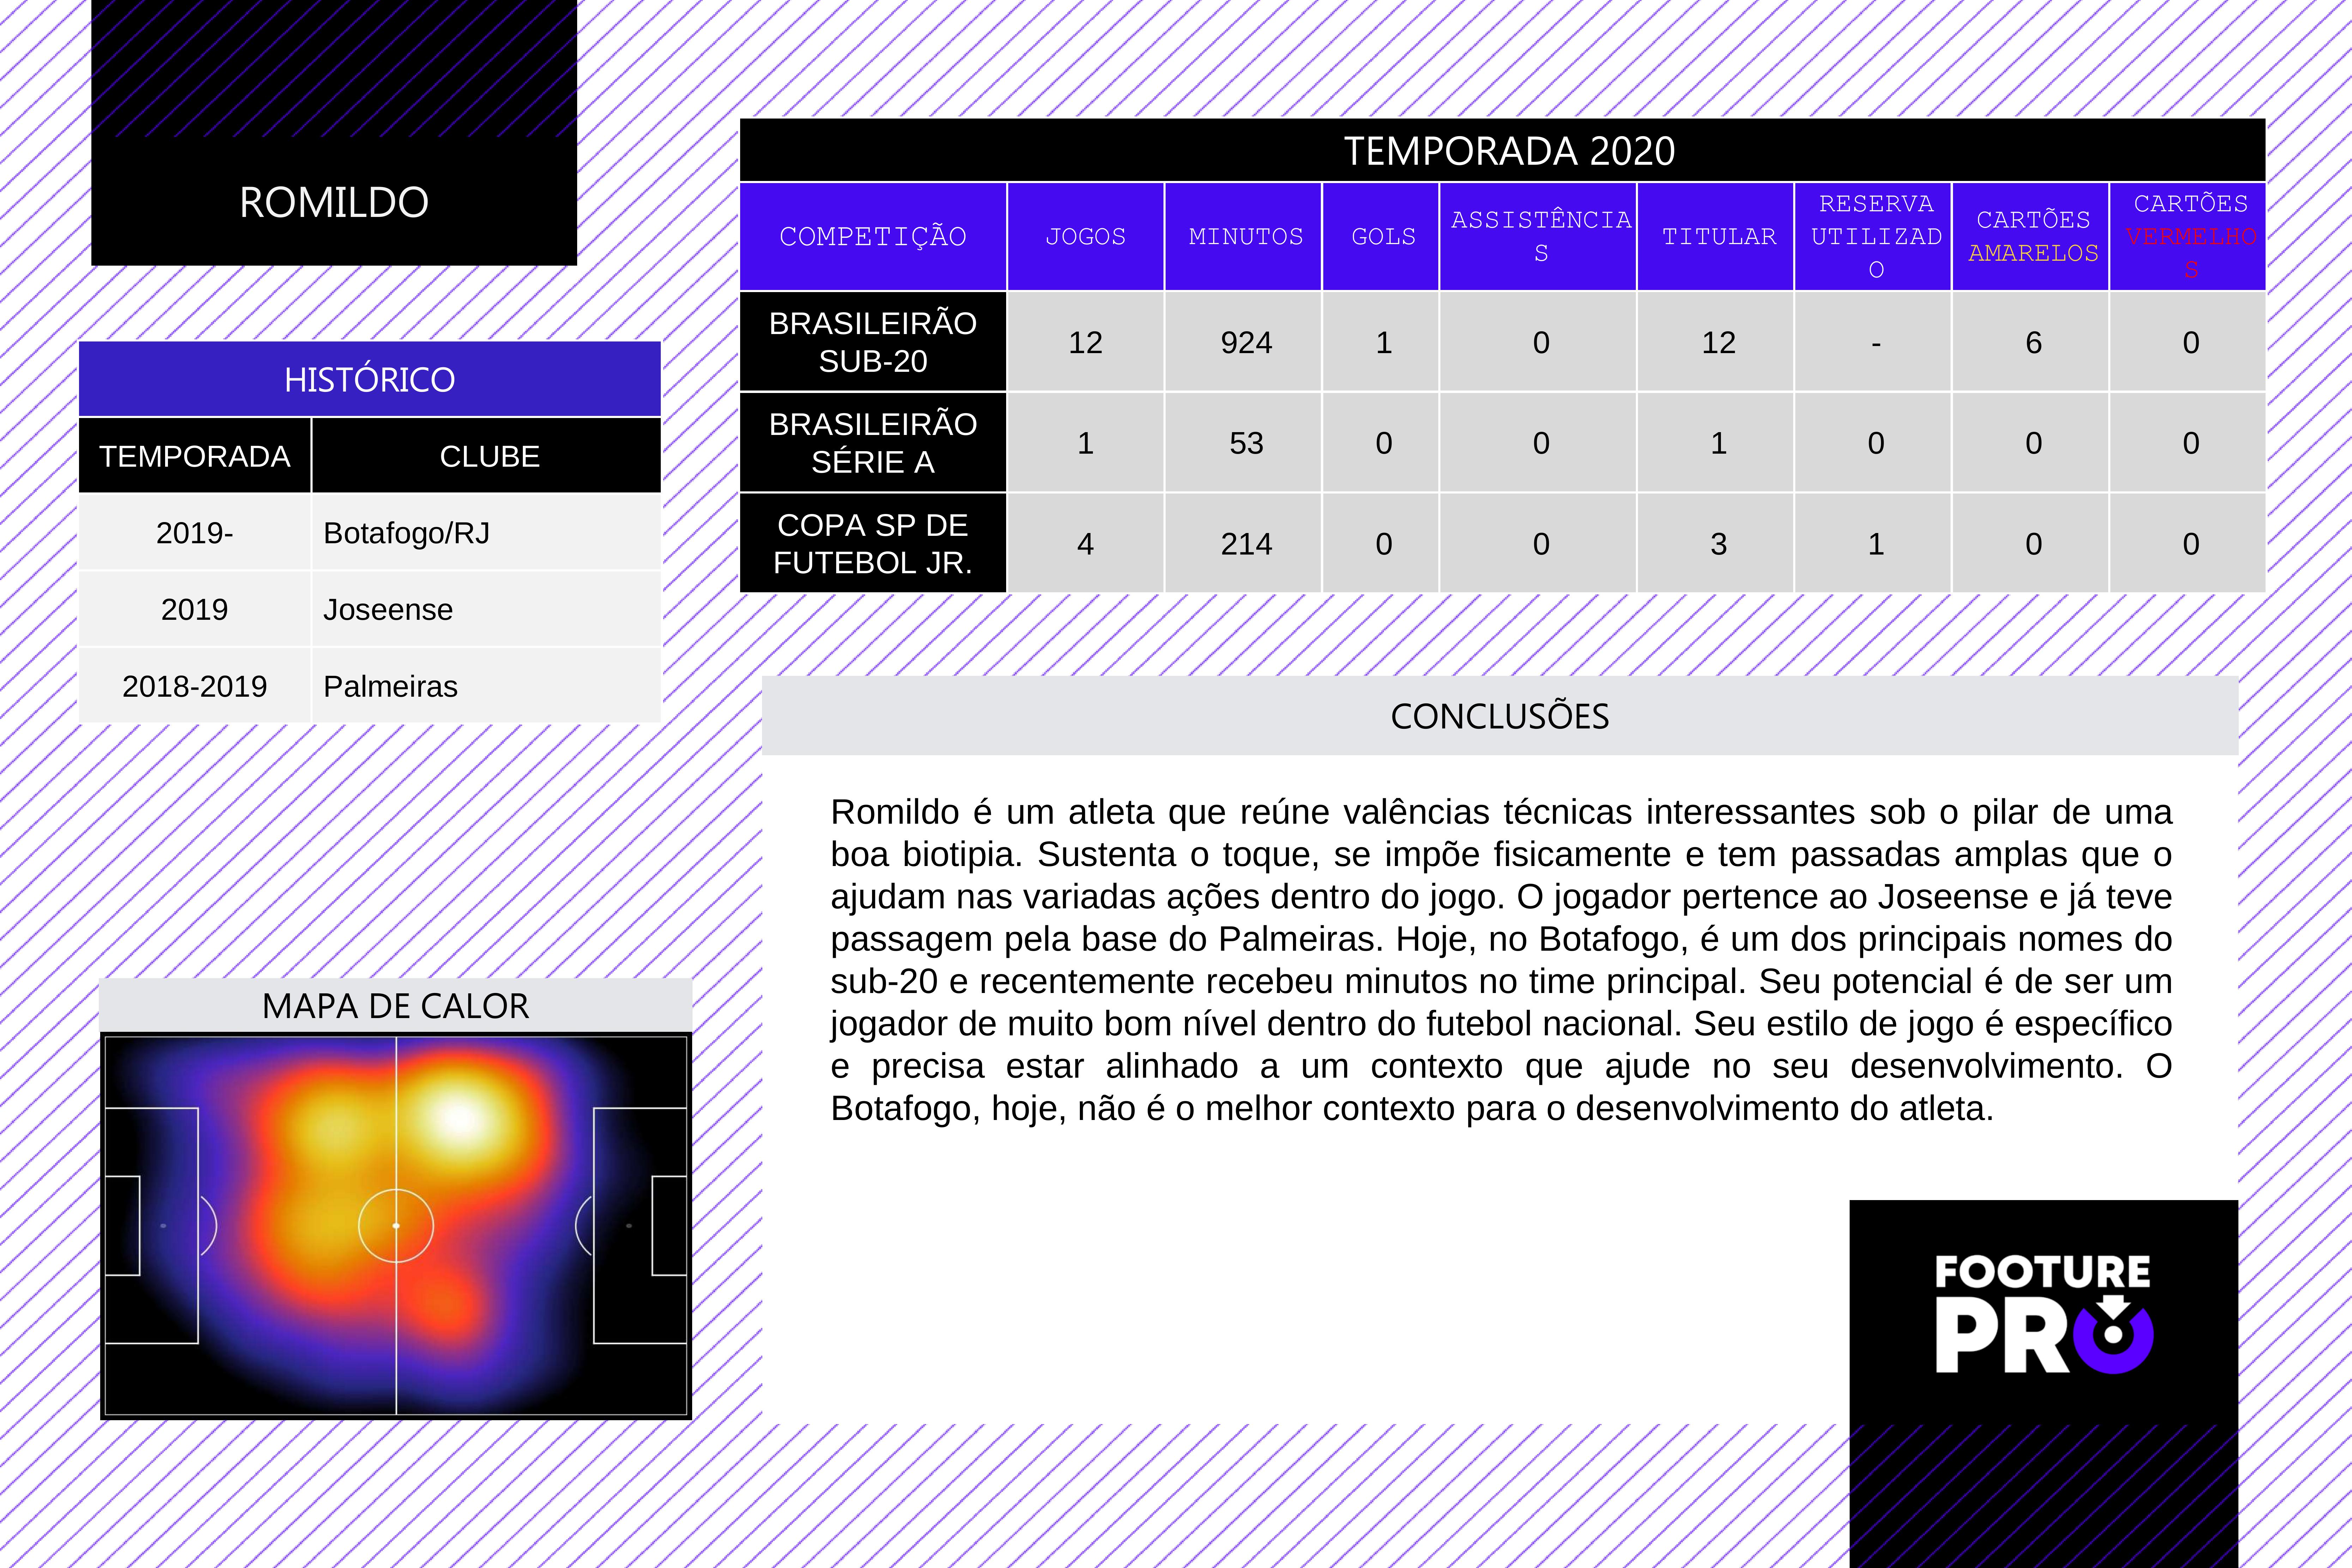 ROMILDO
HISTÓRICO
TEMPORADA CLUBE
2019- Botafogo/RJ
2019 Joseense
2018-2019 Palmeiras
MAPA DE CALOR
TEMPORADA 2020
COMPETIÇÃO JOGOS MINUTOS GOLS ASSISTÊNCIA
S TITULAR RESERVA
UTILIZAD
O CARTÕES
AMARELOS CARTÕES
VERMELHO
S
BRASILEIRÃO
SUB-20 12 924 1 0 12 - 6 0
BRASILEIRÃO
SÉRIE A 1 53 0 0 1 0 0 0
COPA SP DE
FUTEBOL JR. 4 214 0 0 3 1 0 0
CONCLUSÕES
Romildo é um atleta que reúne valências técnicas interessantes sob o pilar de uma
boa biotipia. Sustenta o toque, se impõe fisicamente e tem passadas amplas que o
ajudam nas variadas ações dentro do jogo. O jogador pertence ao Joseense e já teve
passagem pela base do Palmeiras. Hoje, no Botafogo, é um dos principais nomes do
sub-20 e recentemente recebeu minutos no time principal. Seu potencial é de ser um
jogador de muito bom nível dentro do futebol nacional. Seu estilo de jogo é específico
e precisa estar alinhado a um contexto que ajude no seu desenvolvimento. O
Botafogo, hoje, não é o melhor contexto para o desenvolvimento do atleta.
FOOTURE
PRO